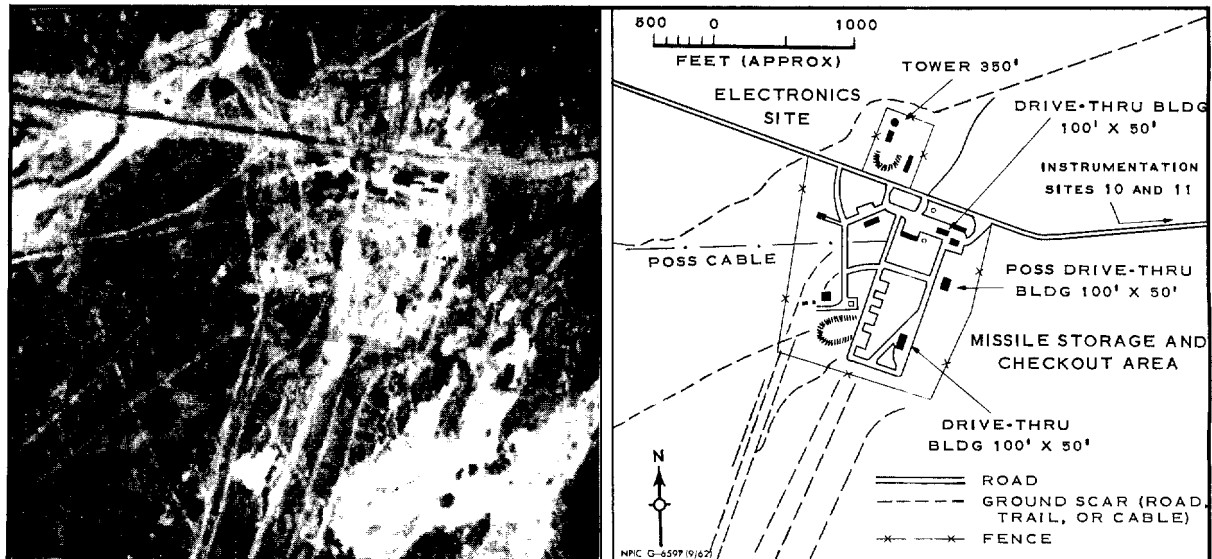 500 0 1000
FEET (APPROX)
TOWER 350'
ELECTRONICS
SITE
DRIVE-THRU BLDG
100' X 50'
INSTRUMENTATION
SITES 10 AND 11
POSS CABLE
POSS DRIVE-THRU
BLDG 100' X 50'
MISSILE STORAGE AND
CHECKOUT AREA
DRIVE-THRU
BLDG 100' X 50'
N
ROAD
GROUND SCAR (ROAD,
TRAIL, OR CABLE)
FENCE
NPIC G-6597 (9/62)